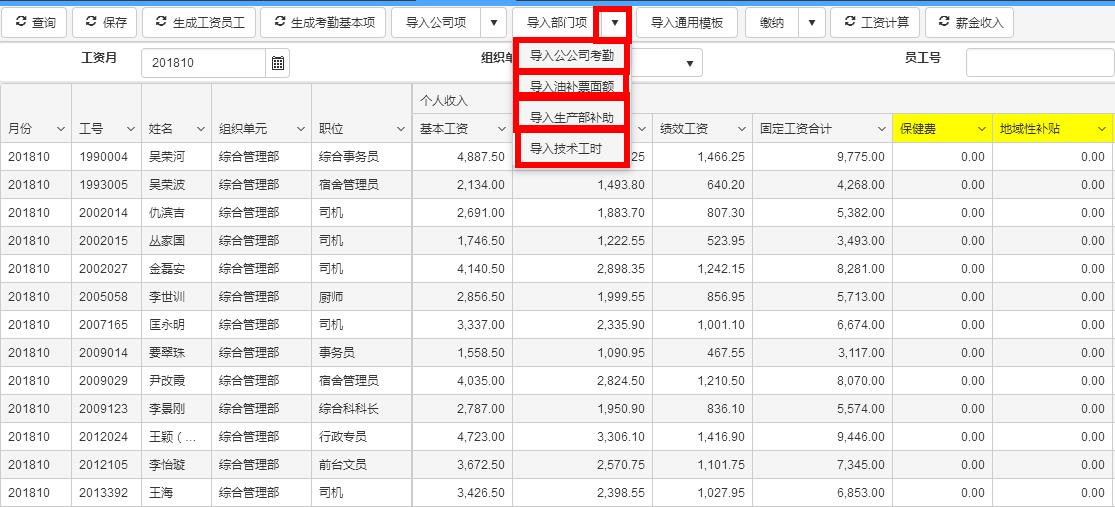 查询 保存 生成工资员工 生成考勤基本项 导入公司项 导入部门项 导入通用模板 缴纳 工资计算 薪金收入
工资月 201810 组织单 员工号
导入公公司考勤
导入油补票面额
导入生产部补助
导入技术工时
个人收入
月份 工号 姓名 组织单元 职位 基本工资 绩效工资 固定工资合计 保健费 地域性补贴
201810 1990004 吴荣河 综合管理部 综合事务员 4,887.50 25 1,466.25 9,775.00 0.00 0.00
201810 1993005 吴荣波 综合管理部 宿舍管理员 2,134.00 1,493.80 640.20 4,268.00 0.00 0.00
201810 2002014 仇滨吉 综合管理部 司机 2,691.00 1,883.70 807.30 5,382.00 0.00 0.00
201810 2002015 丛家国 综合管理部 司机 1,746.50 1,222.55 523.95 3,493.00 0.00 0.00
201810 2002027 金磊安 综合管理部 司机 4,140.50 2,898.35 1,242.15 8,281.00 0.00 0.00
201810 2005058 李世训 综合管理部 厨师 2,856.50 1,999.55 856.95 5,713.00 0.00 0.00
201810 2007165 匡永明 综合管理部 司机 3,337.00 2,335.90 1,001.10 6,674.00 0.00 0.00
201810 2009014 要翠珠 综合管理部 事务员 1,558.50 1,090.95 467.55 3,117.00 0.00 0.00
201810 2009029 尹改霞 综合管理部 宿舍管理员 4,035.00 2,824.50 1,210.50 8,070.00 0.00 0.00
201810 2009123 李景刚 综合管理部 综合科科长 2,787.00 1,950.90 836.10 5,574.00 0.00 0.00
201810 2012024 王颖（... 综合管理部 行政专员 4,723.00 3,306.10 1,416.90 9,446.00 0.00 0.00
201810 2012105 李怡璇 综合管理部 前台文员 3,672.50 2,570.75 1,101.75 7,345.00 0.00 0.00
201810 2013392 王海 综合管理部 司机 3,426.50 2,398.55 1,027.95 6,853.00 0.00 0.00